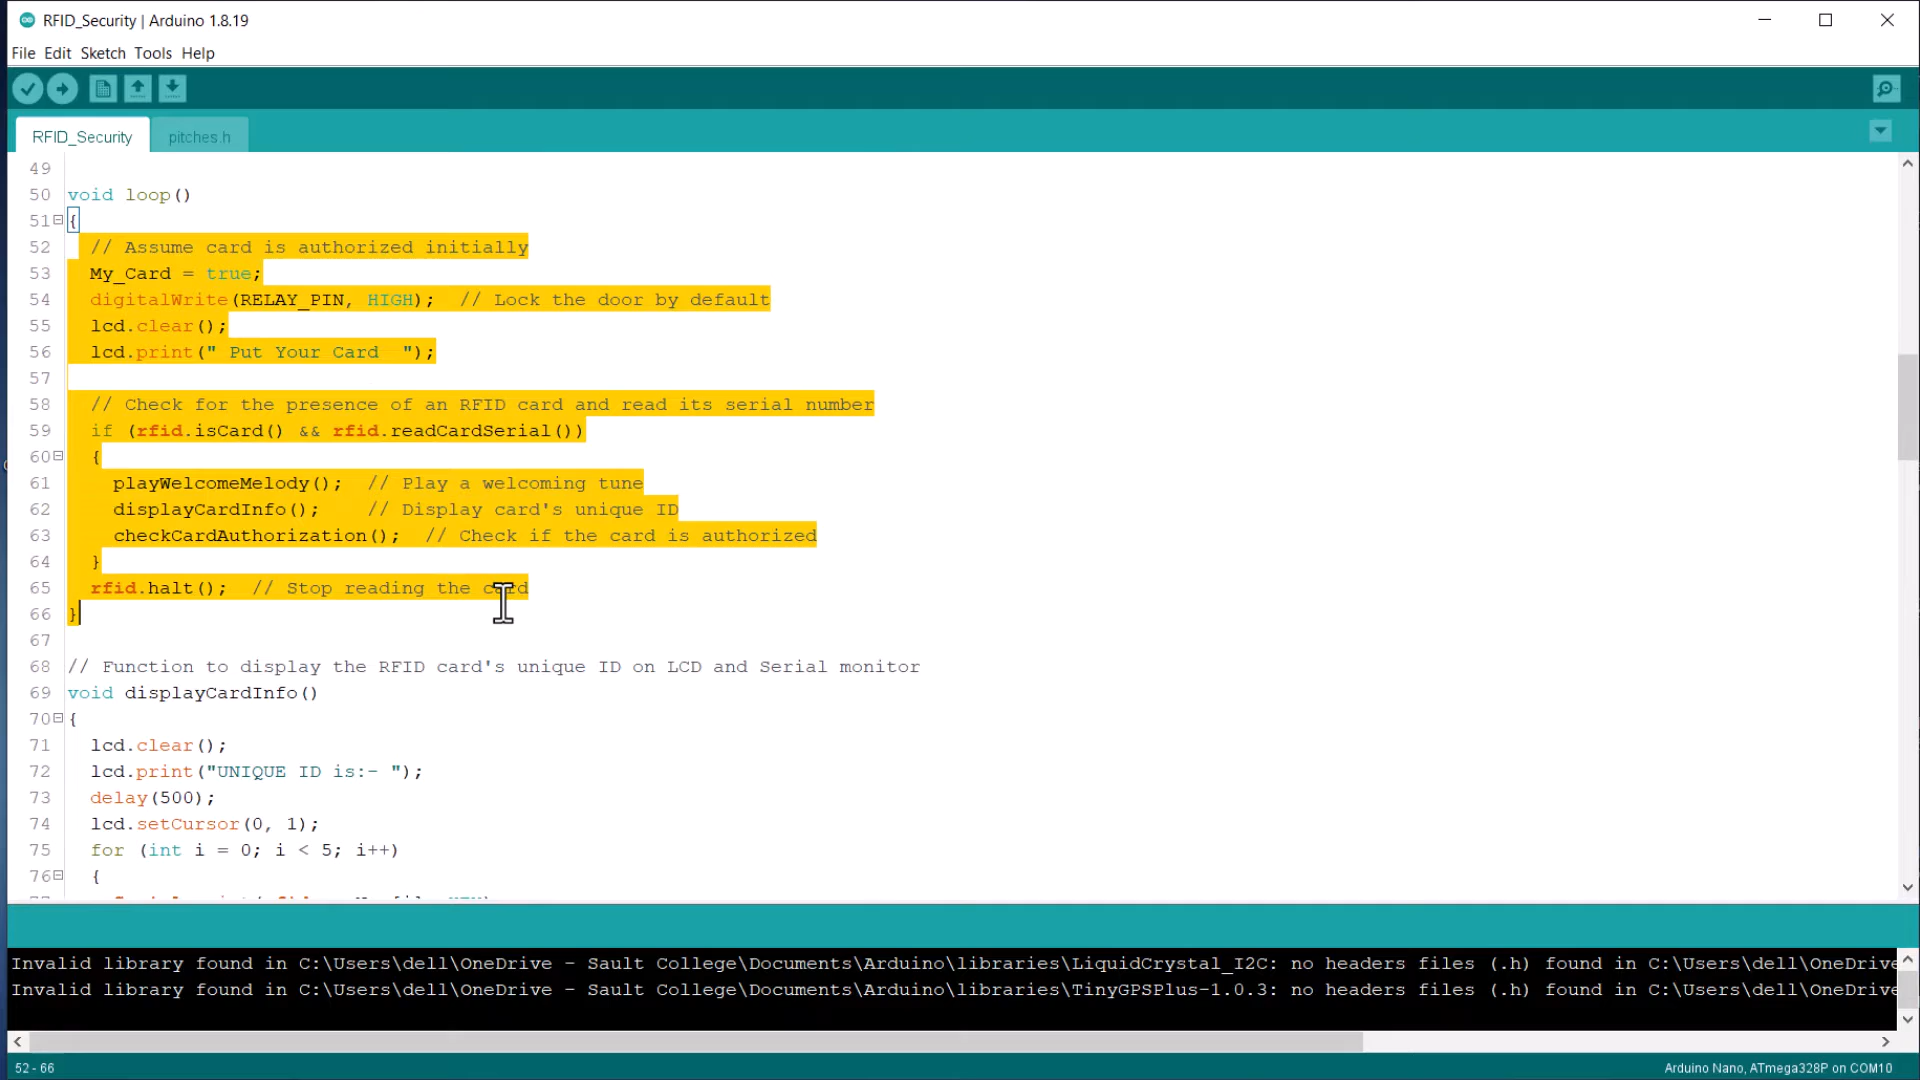 RFID_Security | Arduino 1.8.19
File Edit Sketch Tools Help
RFID_Security pitches.h
49
50 void loop()
51 {
52 // Assume card is authorized initially
53 My_Card = true;
54 digitalWrite(RELAY_PIN, HIGH); // Lock the door by default
55 lcd.clear();
56 lcd.print(" Put Your Card  ");
57
58 // Check for the presence of an RFID card and read its serial number
59 if (rfid.isCard() && rfid.readCardSerial())
60 {
61 playWelcomeMelody(); // Play a welcoming tune
62 displayCardInfo(); // Display card's unique ID
63 checkCardAuthorization(); // Check if the card is authorized
64 }
65 rfid.halt(); // Stop reading the card
66 }
67
68 // Function to display the RFID card's unique ID on LCD and Serial monitor
69 void displayCardInfo()
70 {
71 lcd.clear();
72 lcd.print("UNIQUE ID is:- ");
73 delay(500);
74 lcd.setCursor(0, 1);
75 for (int i = 0; i < 5; i++)
76 {
Invalid library found in C:\Users\dell\OneDrive - Sault College\Documents\Arduino\libraries\LiquidCrystal_I2C: no headers files (.h) found in C:\Users\dell\OneDrive
Invalid library found in C:\Users\dell\OneDrive - Sault College\Documents\Arduino\libraries\TinyGPSPlus-1.0.3: no headers files (.h) found in C:\Users\dell\OneDrive
52 - 66 Arduino Nano, ATmega328P on COM10